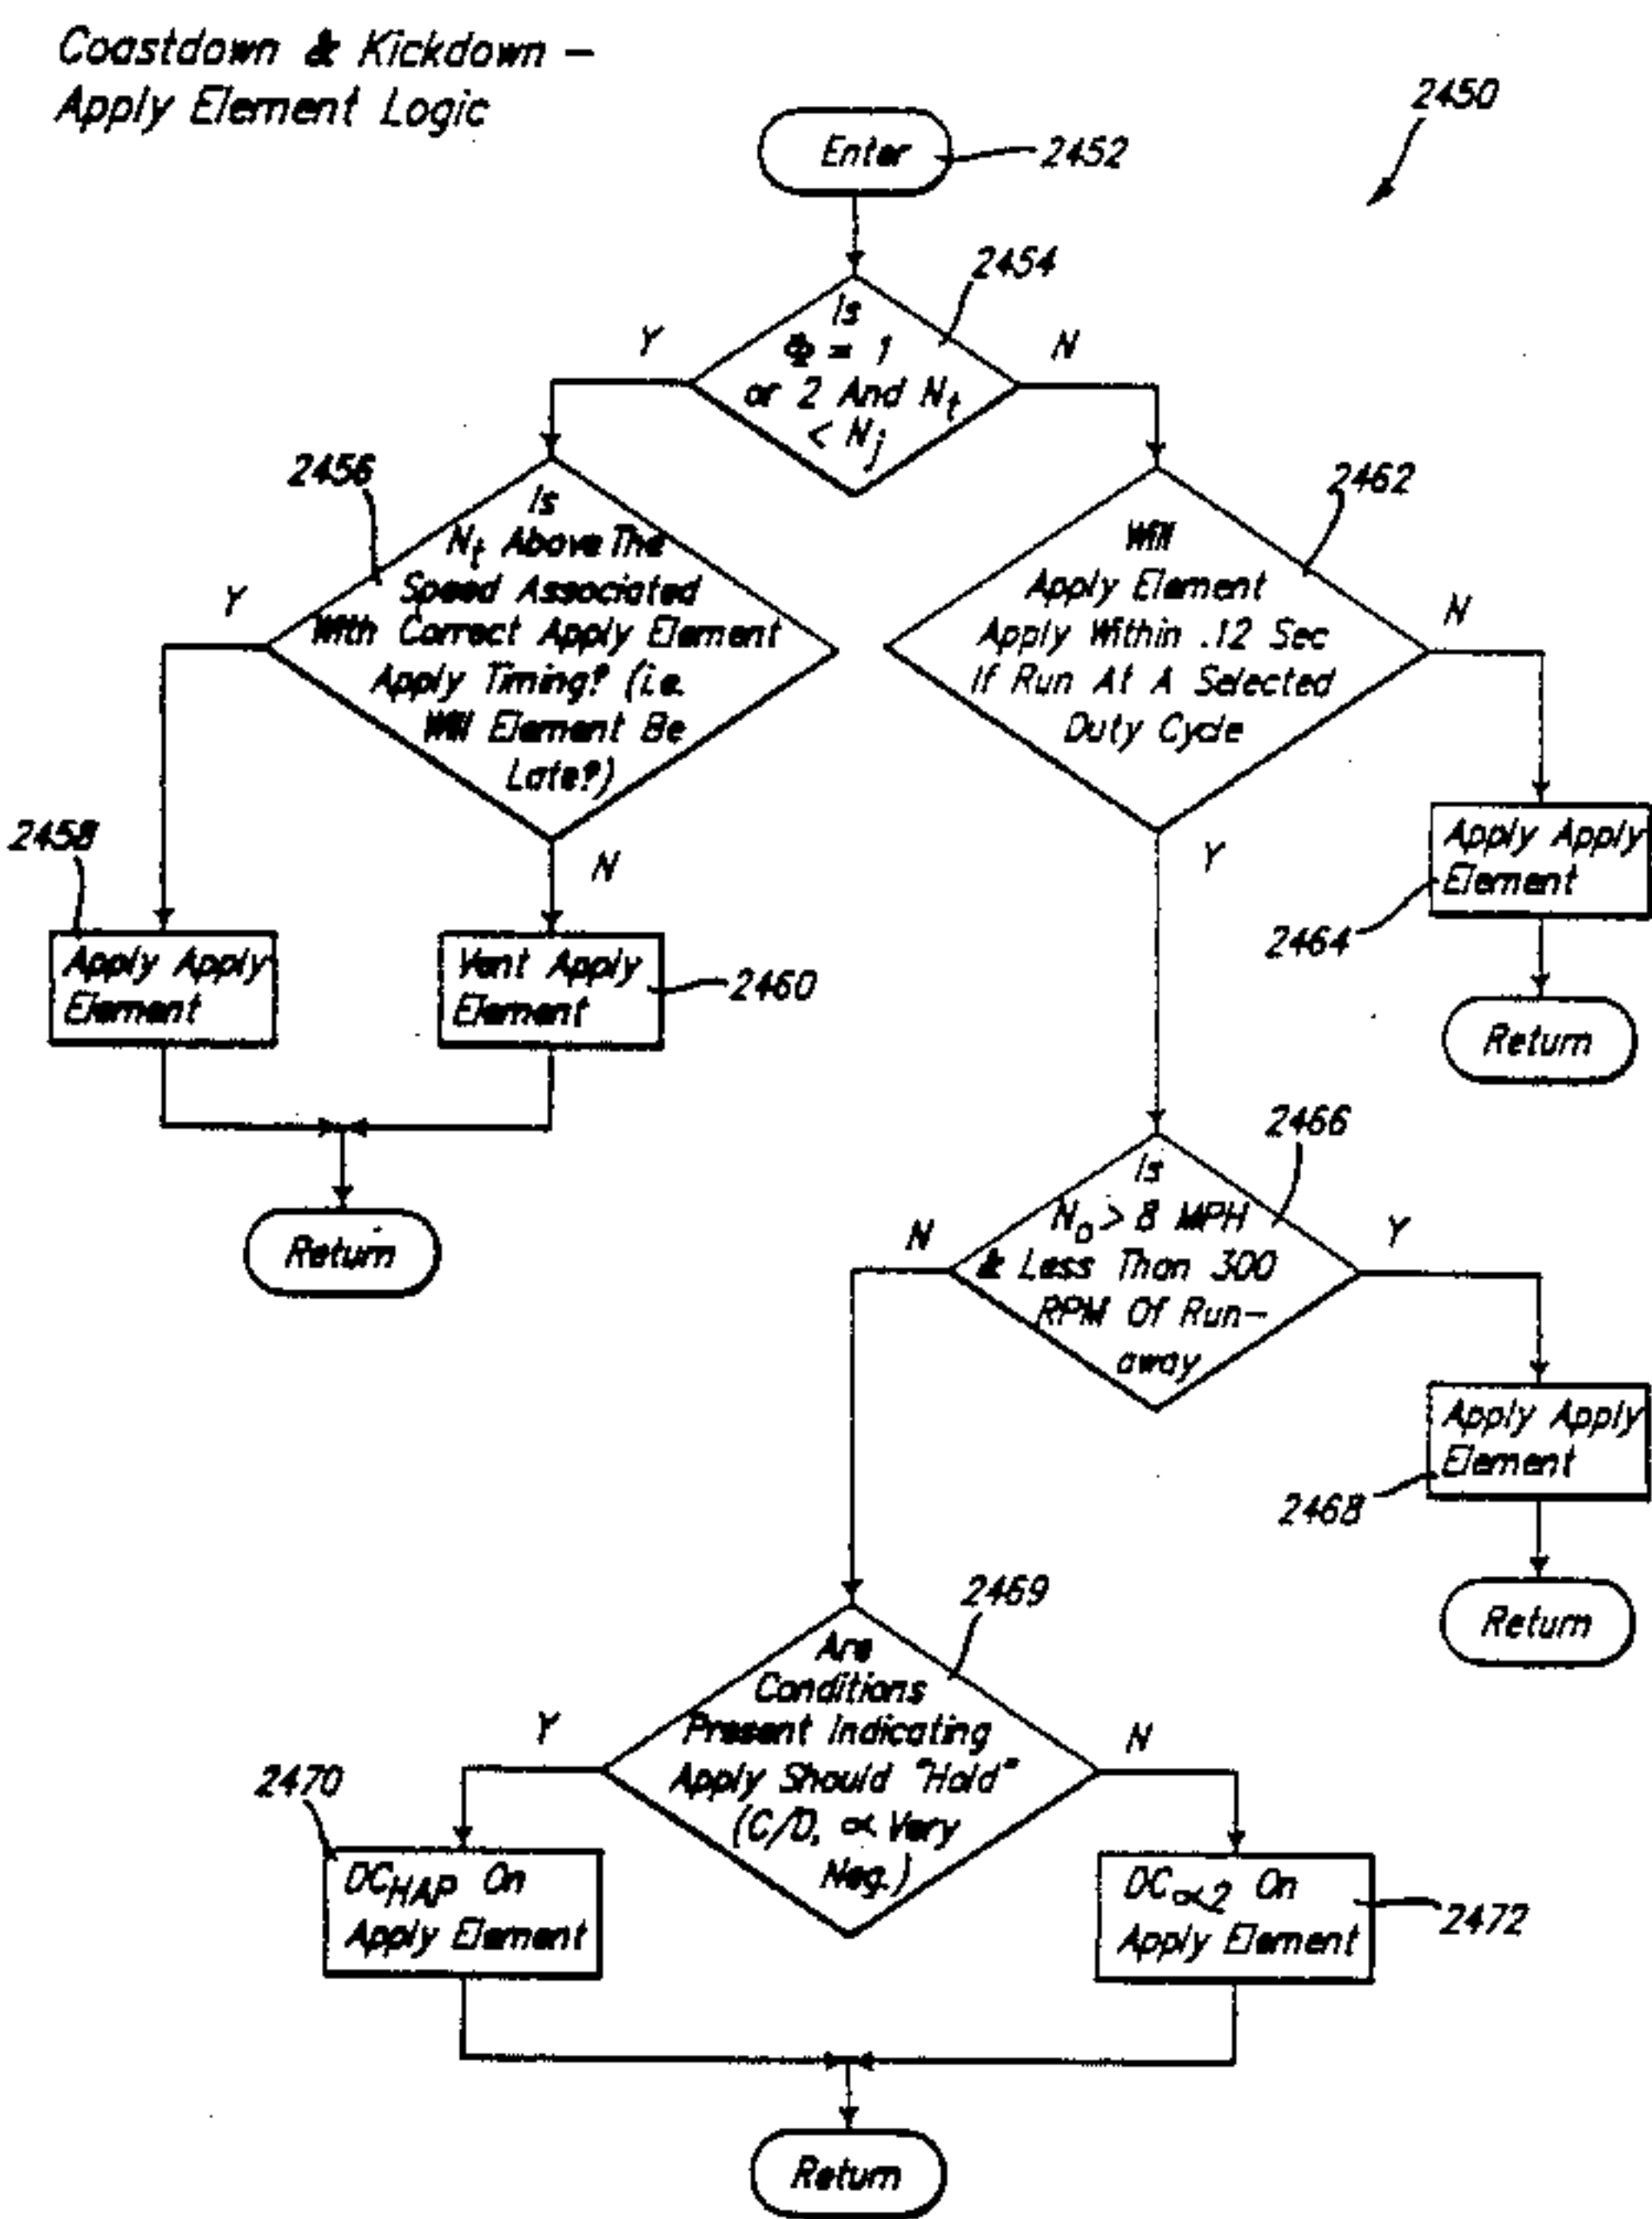 Coastdown & Kickdown –
Apply Element Logic
2450
Enter
2452
2454
Is
Φ = 1
or 2 And Nt
< Nj
Y
N
2456
Is
Nt Above The
Speed Associated
With Correct Apply Element
Apply Timing? (i.e.
Will Element Be
Late?)
Y
N
2462
Will
Apply Element
Apply Within .12 Sec
If Run At A Selected
Duty Cycle
N
Y
2458
Apply Apply
Element
Vent Apply
Element
2460
Apply Apply
Element
2464
Return
Return
2466
Is
No > 8 MPH
& Less Than 300
RPM Of Run-
away
N
Y
Apply Apply
Element
2468
Return
2469
Are
Conditions
Present Indicating
Apply Should "Hold"
(C/D, ∝ Very
Neg.)
Y
N
2470
DCHAP On
Apply Element
DC∝2 On
Apply Element
2472
Return